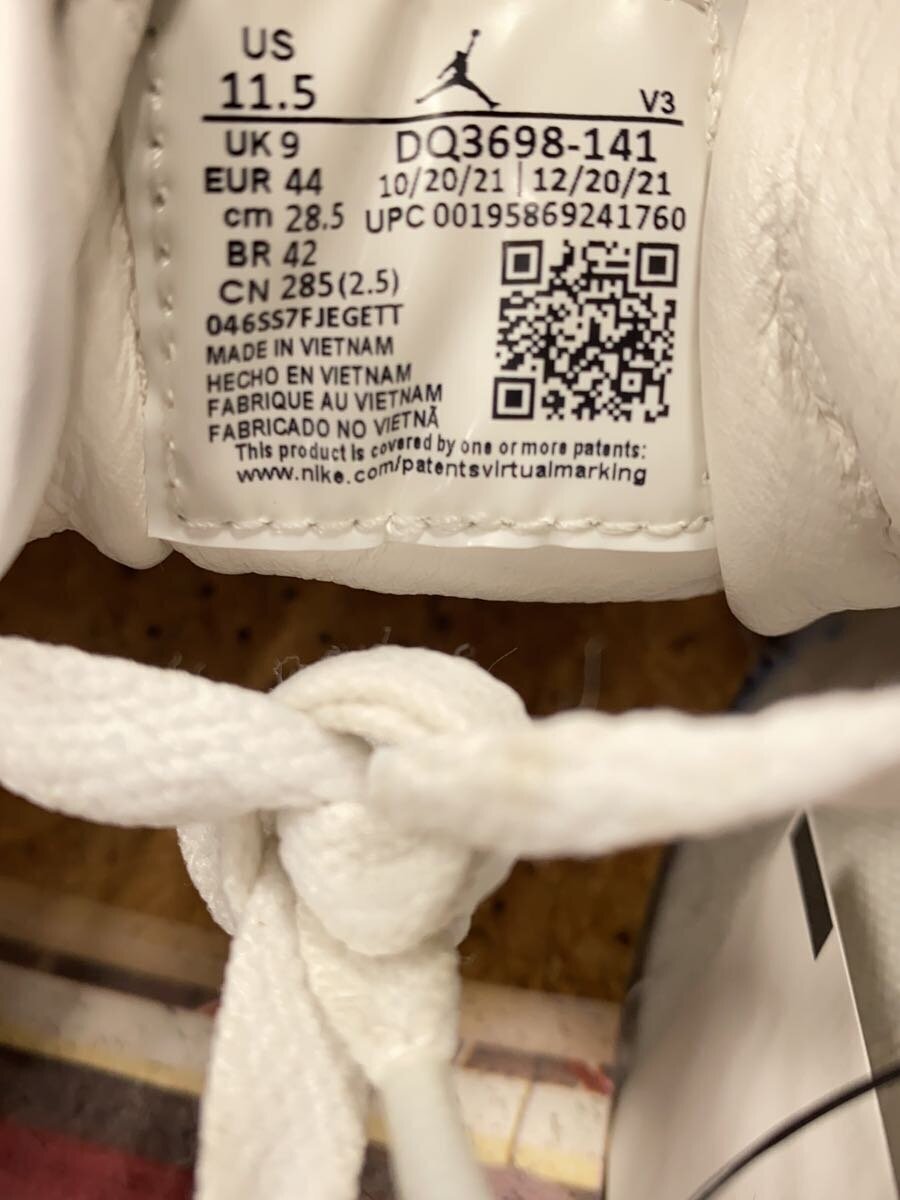 US
11.5
V3
UK 9 DQ3698-141
EUR 44 10/20/21 | 12/20/21
cm 28.5 UPC 00195869241760
BR 42
CN 285(2.5)
046SS7FJEGETT
MADE IN VIETNAM
HECHO EN VIETNAM
FABRIQUE AU VIETNAM
FABRICADO NO VIETNÃ
This product is covered by one or more patents:
www.nike.com/patentsvirtualmarking